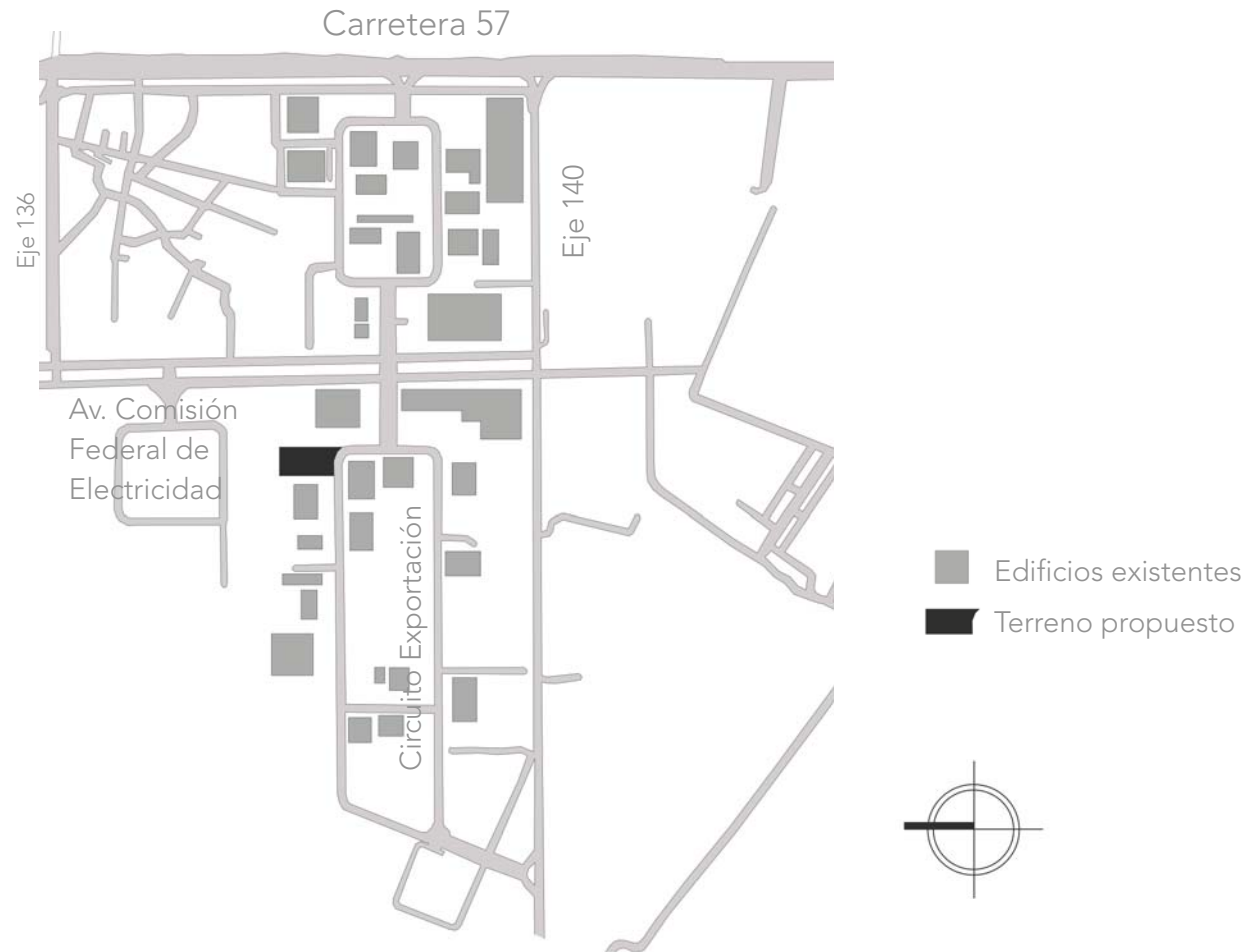 Carretera 57
Eje 136
Eje 140
Av. Comisión
Federal de
Electricidad
Circuito Exportación
Edificios existentes
Terreno propuesto